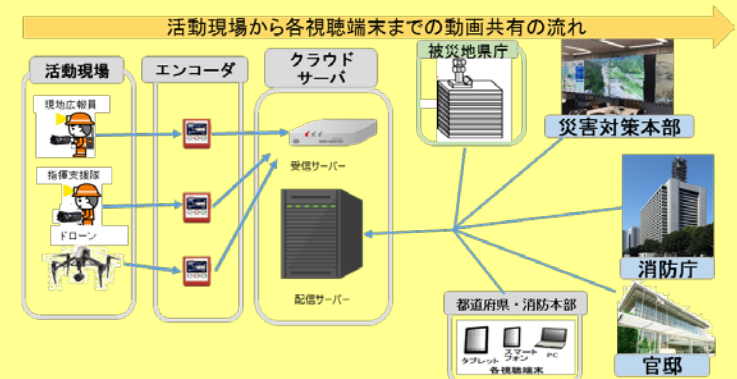 活動現場から各視聴端末までの動画共有の流れ
活動現場
エンコーダ
クラウド
サーバ
現地広報員
指揮支援隊
ドローン
受信サーバー
配信サーバー
被災地県庁
災害対策本部
消防庁
官邸
都道府県・消防本部
タブレット
スマート
フォン
PC
各視聴端末